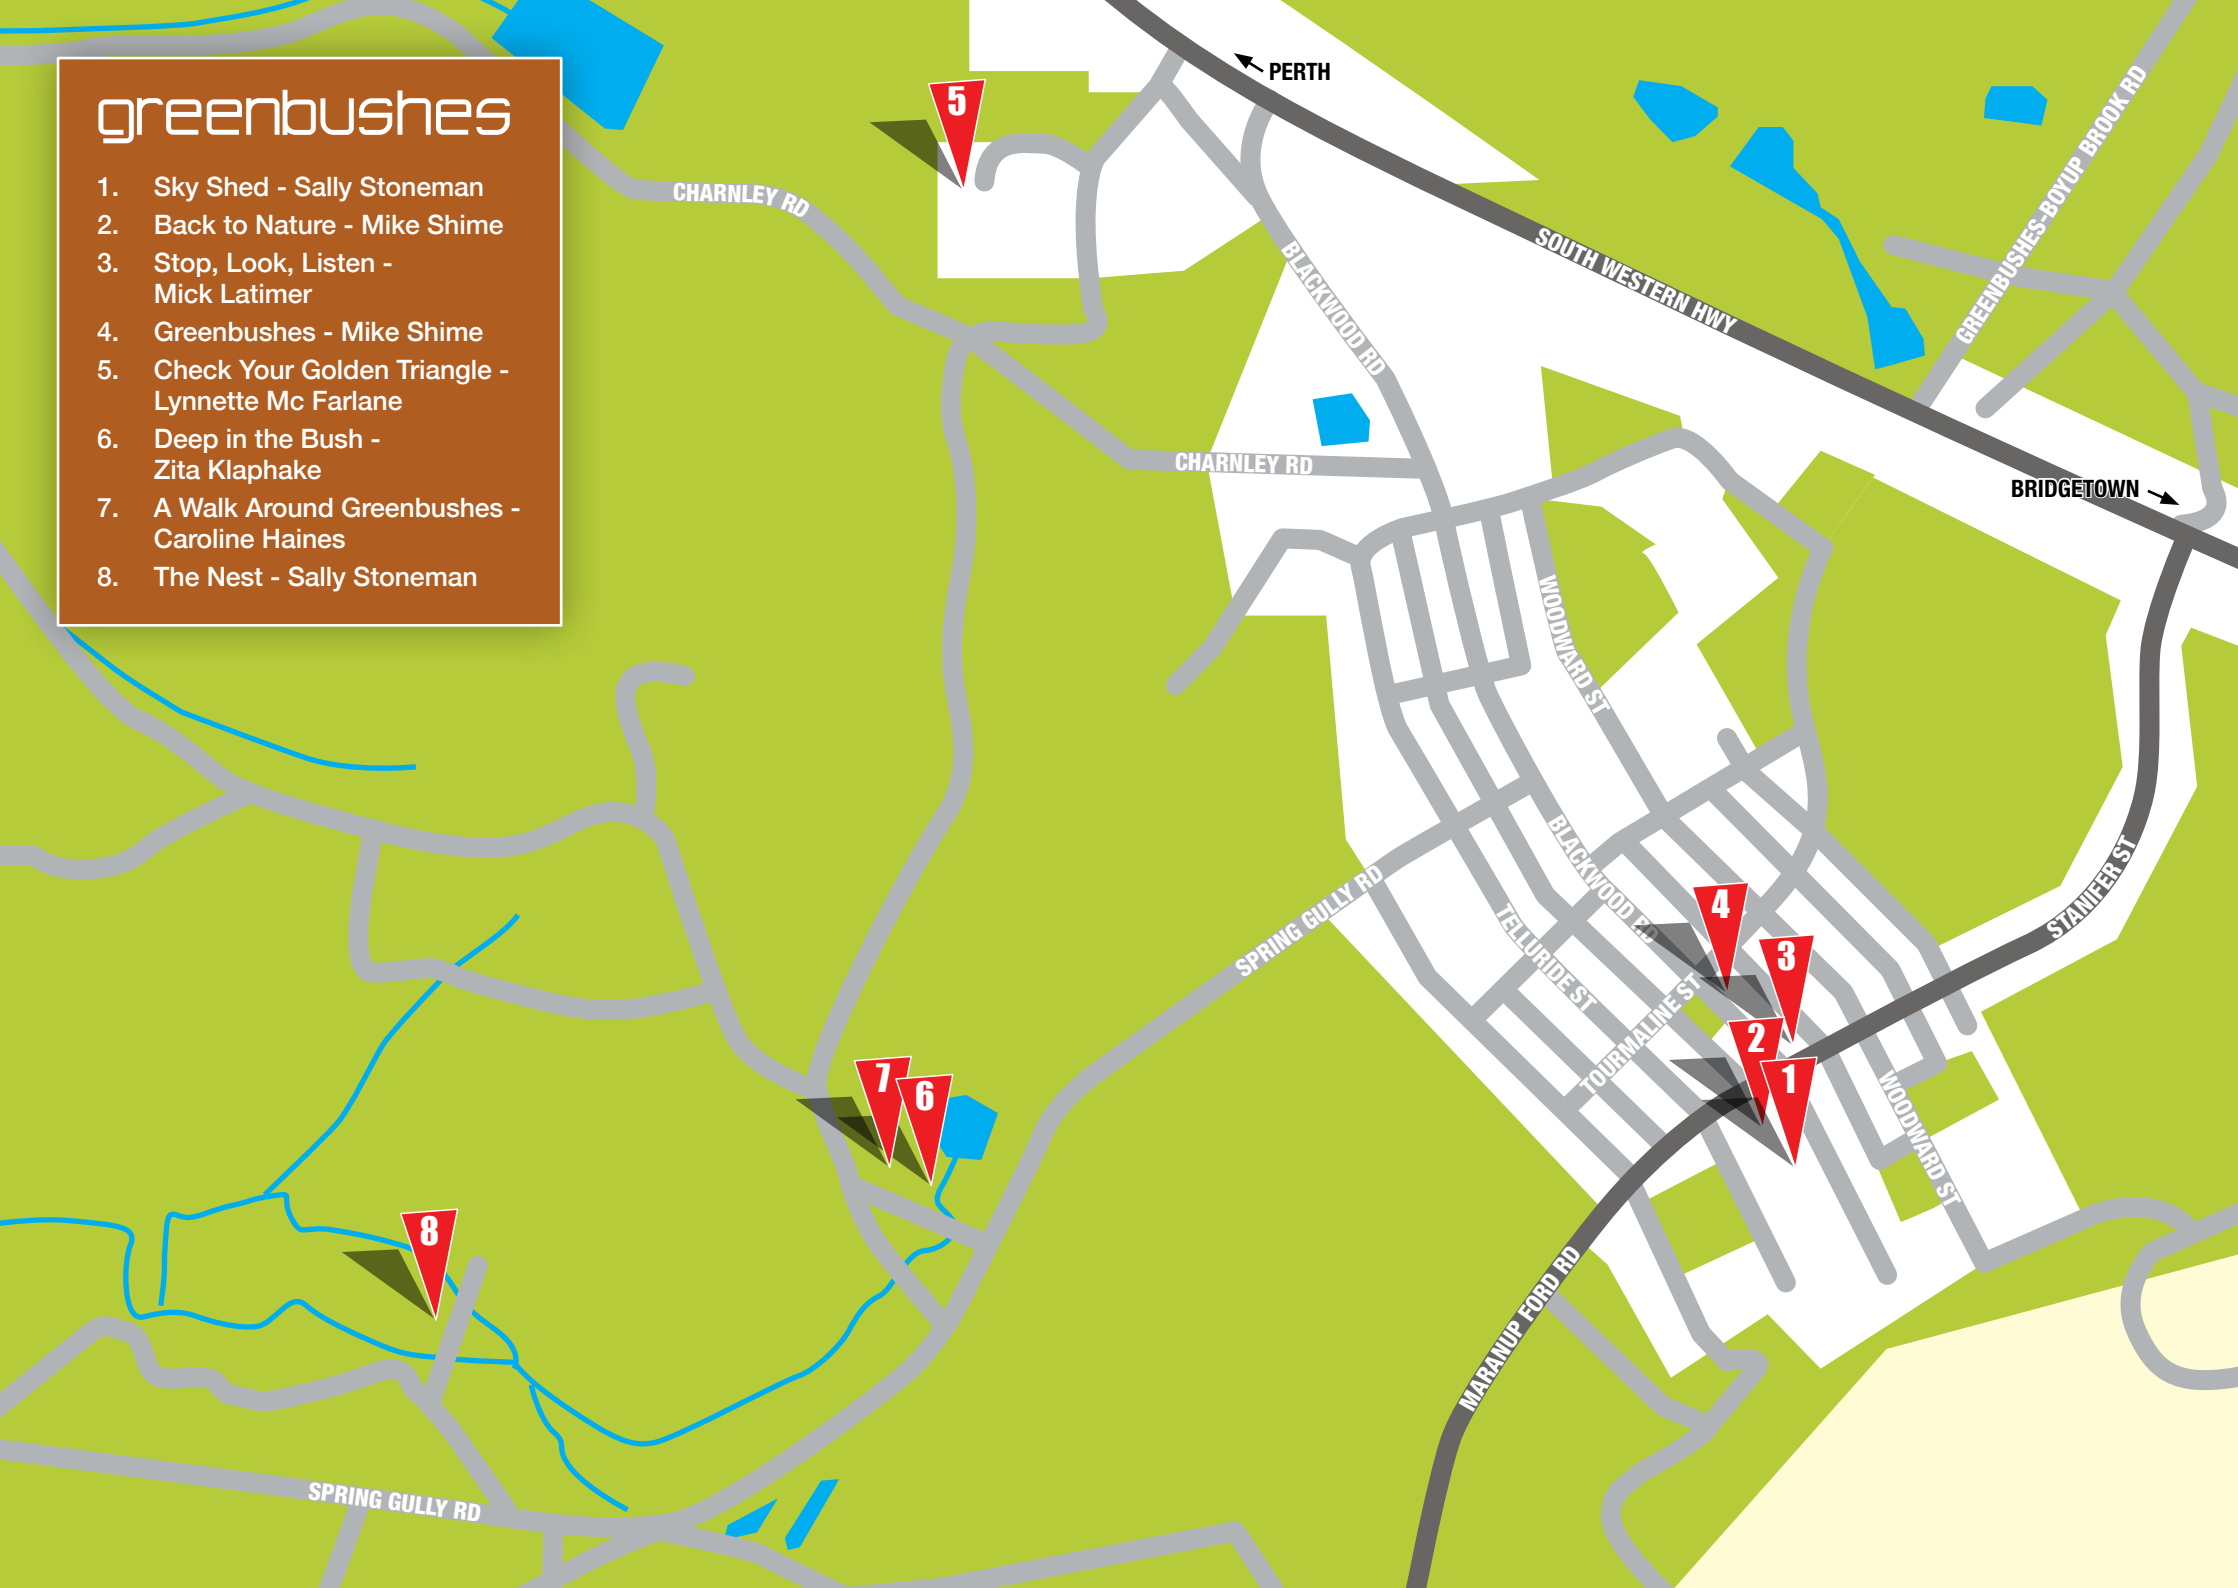 greenbushes
1. Sky Shed - Sally Stoneman
2. Back to Nature - Mike Shime
3. Stop, Look, Listen -
Mick Latimer
4. Greenbushes - Mike Shime
5. Check Your Golden Triangle -
Lynnette Mc Farlane
6. Deep in the Bush -
Zita Klaphake
7. A Walk Around Greenbushes -
Caroline Haines
8. The Nest - Sally Stoneman
PERTH
5
CHARNLEY RD
GREENBUSHES-BOYUP BROOK RD
SOUTH WESTERN HWY
BLACKWOOD RD
CHARNLEY RD
BRIDGETOWN
WOODWARD ST
BLACKWOOD RD
STANIFER ST
SPRING GULLY RD
TELLURIDE ST
4
3
TOURMALINE ST
2
1
7
6
WOODWARD ST
8
MARANUP FORD RD
SPRING GULLY RD